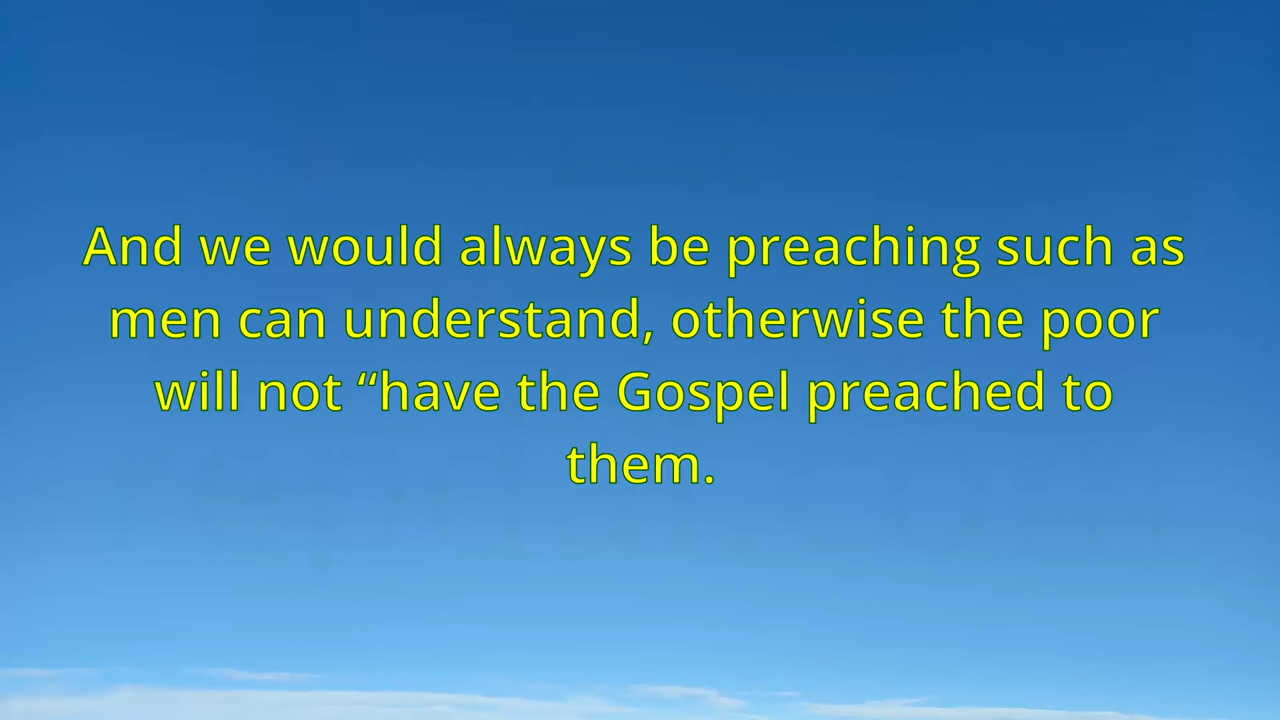 And we would always be preaching such as
men can understand, otherwise the poor
will not “have the Gospel preached to
them.